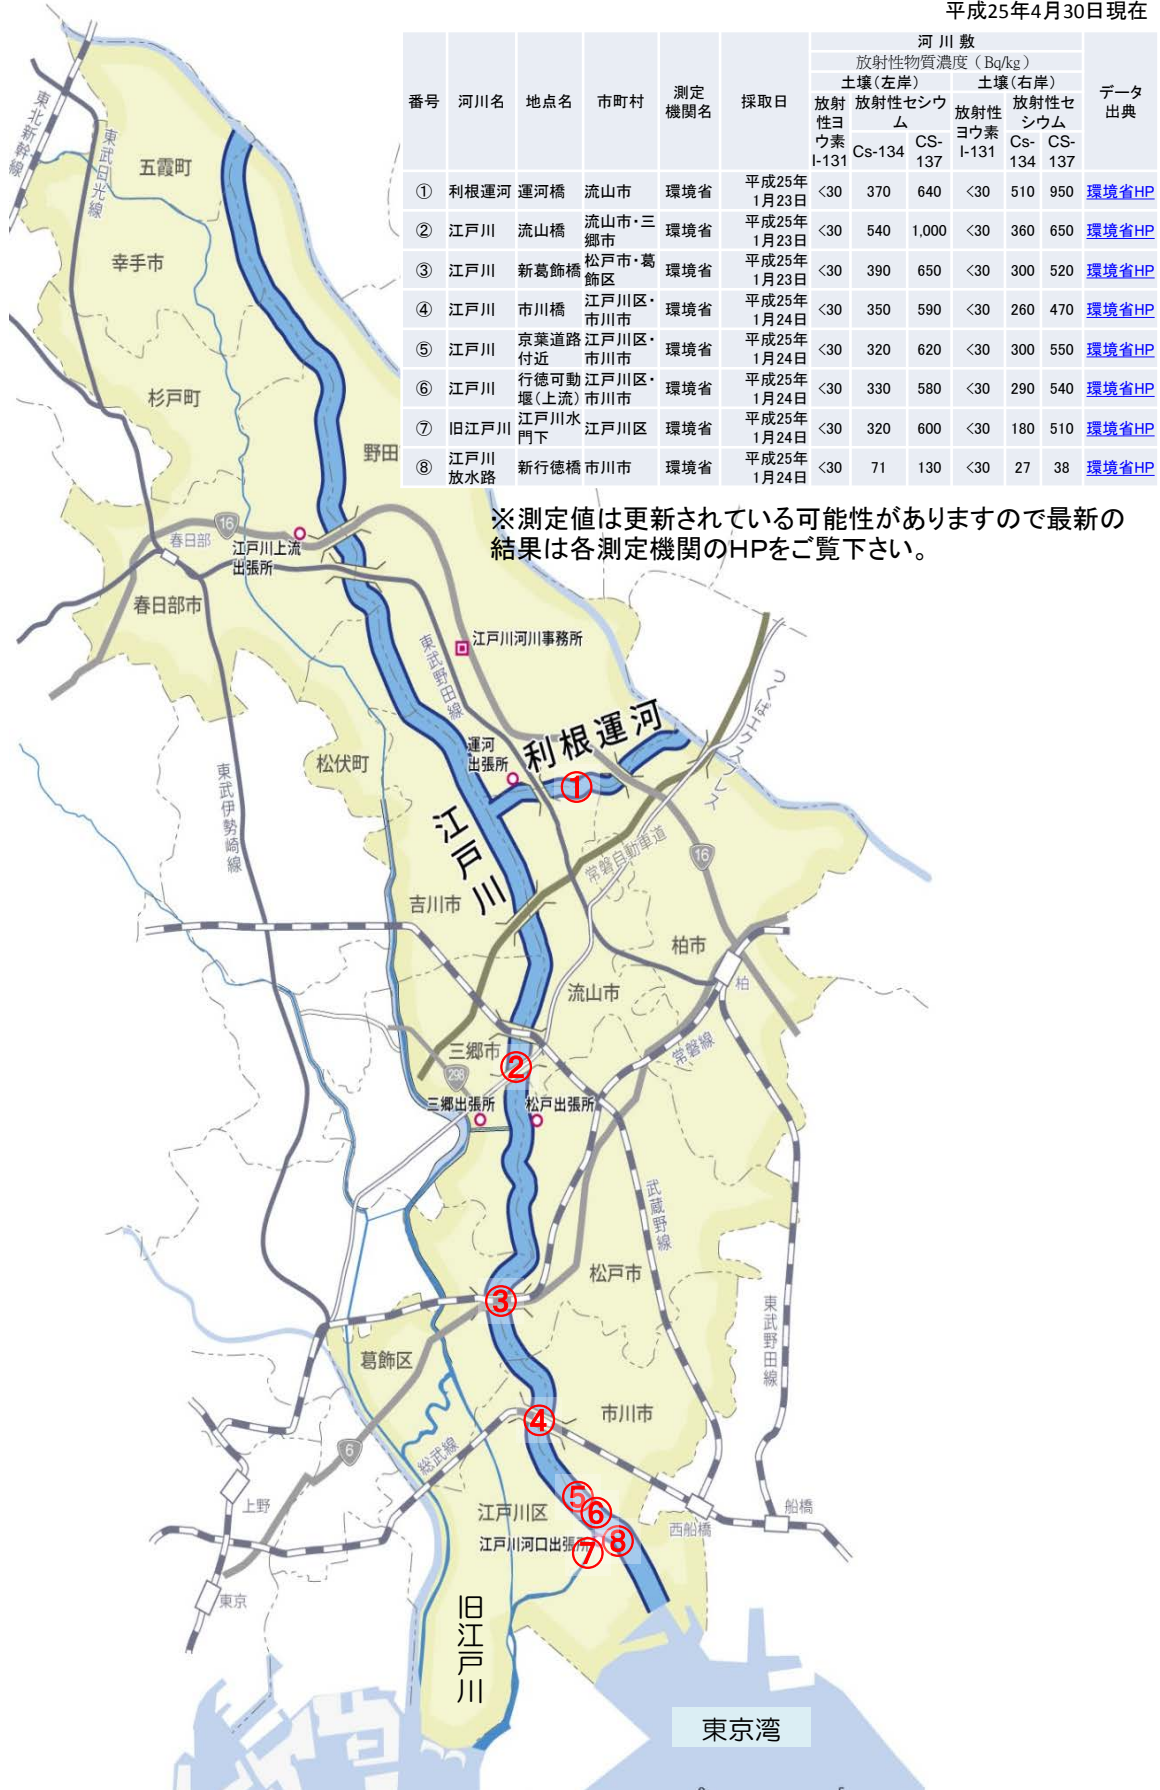 平成25年4月30日現在
番号 河川名 地点名 市町村 測定機関名 採取日 河川敷 データ出典
放射性物質濃度（Bq/kg）
土壌（左岸） 土壌（右岸）
放射性ヨウ素I-131 放射性セシウム 放射性ヨウ素I-131 放射性セシウム
Cs-134 CS-137 Cs-134 CS-137
① 利根運河 運河橋 流山市 環境省 平成25年1月23日 <30 370 640 <30 510 950 環境省HP
② 江戸川 流山橋 流山市・三郷市 環境省 平成25年1月23日 <30 540 1,000 <30 360 650 環境省HP
③ 江戸川 新葛飾橋 松戸市・葛飾区 環境省 平成25年1月23日 <30 390 650 <30 300 520 環境省HP
④ 江戸川 市川橋 江戸川区・市川市 環境省 平成25年1月24日 <30 350 590 <30 260 470 環境省HP
⑤ 江戸川 京葉道路付近 江戸川区・市川市 環境省 平成25年1月24日 <30 320 620 <30 300 550 環境省HP
⑥ 江戸川 行徳可動堰（上流） 江戸川区・市川市 環境省 平成25年1月24日 <30 330 580 <30 290 540 環境省HP
⑦ 旧江戸川 江戸川水門下 江戸川区 環境省 平成25年1月24日 <30 320 600 <30 180 510 環境省HP
⑧ 江戸川放水路 新行徳橋 市川市 環境省 平成25年1月24日 <30 71 130 <30 27 38 環境省HP
※測定値は更新されている可能性がありますので最新の
結果は各測定機関のHPをご覧下さい。
東北新幹線
東武日光線
五霞町
幸手市
杉戸町
野田
16
春日部
江戸川上流
出張所
春日部市
江戸川河川事務所
東武野田線
つくばエクスプレス
利根運河
運河
出張所
①
松伏町
東武伊勢崎線
江戸川
常磐自動車道
16
吉川市
柏市
柏
流山市
三郷市
常磐線
②
298
三郷出張所
松戸出張所
武蔵野線
松戸市
③
東武野田線
葛飾区
市川市
④
6
総武線
上野
⑤
⑥
江戸川区
船橋
西船橋
江戸川河口出張所
⑦
⑧
東京
旧江戸川
東京湾